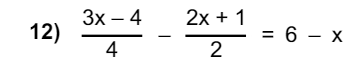 12) (3x – 4)/4 – (2x + 1)/2 = 6 – x